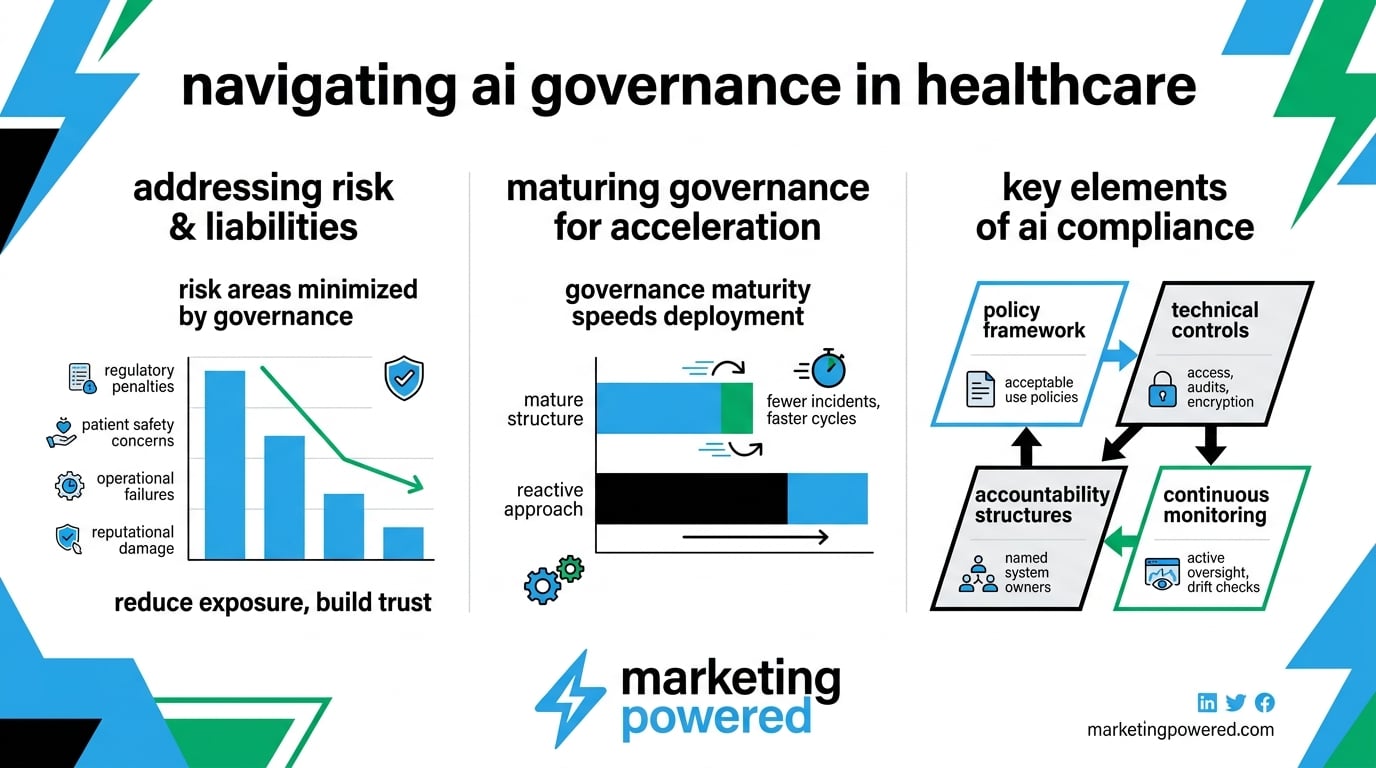 navigating ai governance in healthcare
addressing risk
& liabilities
risk areas minimized
by governance
regulatory
penalties
patient safety
concerns
operational
failures
reputational
damage
reduce exposure, build trust
maturing governance
for acceleration
governance maturity
speeds deployment
mature
structure
fewer incidents,
faster cycles
reactive
approach
key elements
of ai compliance
policy
framework
acceptable
use policies
technical
controls
access,
audits,
encryption
accountability
structures
named
system
owners
continuous
monitoring
active
oversight,
drift checks
marketing
powered
marketingpowered.com